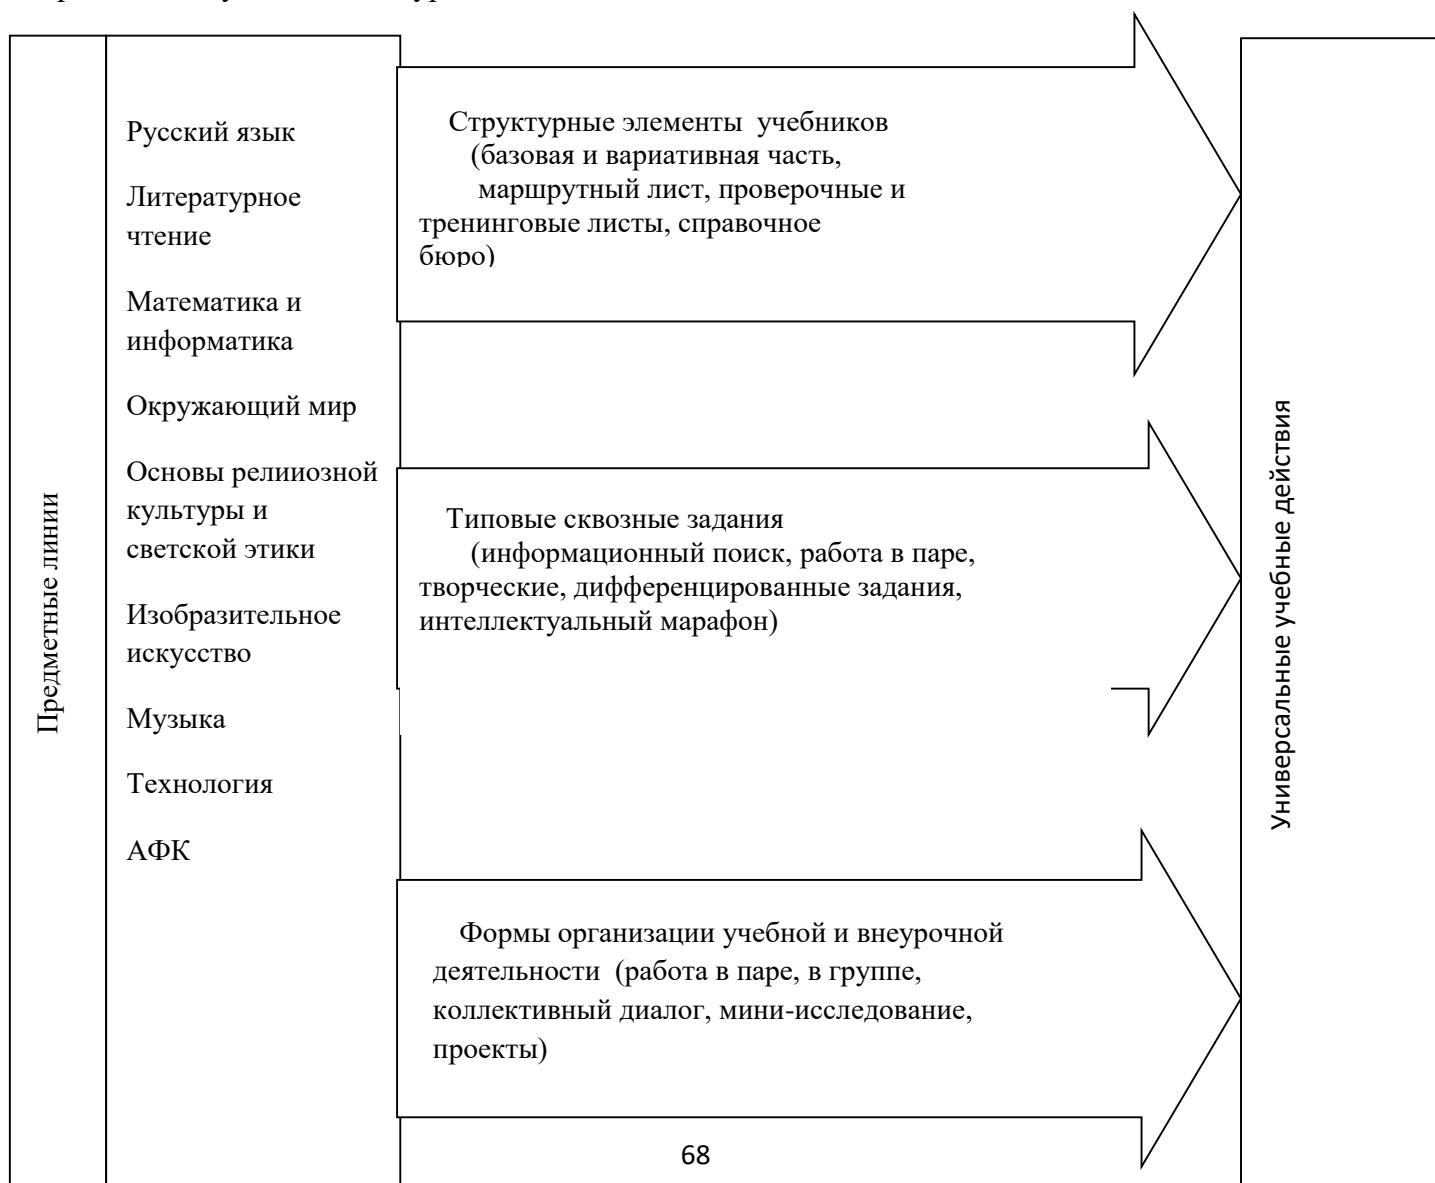 Предметные линии
Русский язык
Литературное
чтение
Математика и
информатика
Окружающий мир
Основы релииозной
культуры и
светской этики
Изобразительное
искусство
Музыка
Технология
АФК
Структурные элементы учебников
(базовая и вариативная часть,
маршрутный лист, проверочные и
тренинговые листы, справочное
бюро)
Типовые сквозные задания
(информационный поиск, работа в паре,
творческие, дифференцированные задания,
интеллектуальный марафон)
Формы организации учебной и внеурочной
деятельности (работа в паре, в группе,
коллективный диалог, мини-исследование,
проекты)
Универсальные учебные действия
68